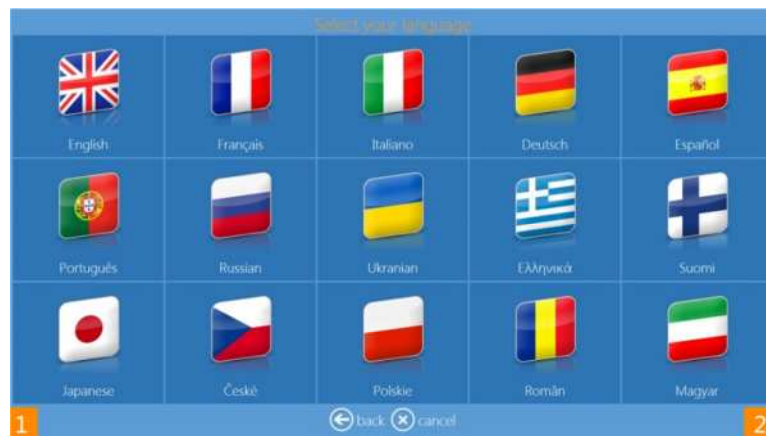 Select your language
English Français Italiano Deutsch Español
Português Russian Ukranian Ελληνικά Suomi
Japanese České Polskie Român Magyar
1 back cancel 2